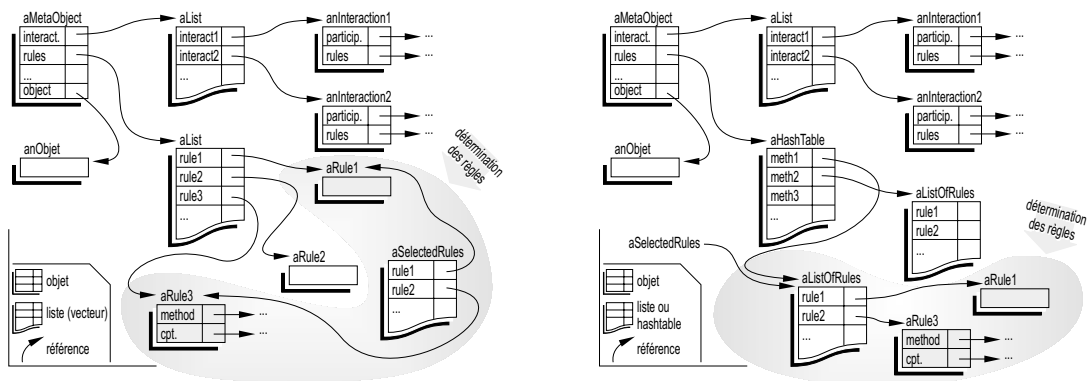 aMetaObject
interact.
rules
...
object
aList
interact1
interact2
...
anInteraction1
particip.
...
rules
...
anInteraction2
particip.
...
rules
...
anObjet
aList
rule1
rule2
rule3
...
détermination
des règles
aRule1
aRule2
aSelectedRules
rule1
rule2
...
aRule3
method
...
cpt.
...
objet
liste (vecteur)
référence
aMetaObject
interact.
rules
...
object
aList
interact1
interact2
...
anInteraction1
particip.
...
rules
...
anInteraction2
particip.
...
rules
...
anObjet
aHashTable
meth1
meth2
meth3
...
aListOfRules
rule1
rule2
...
détermination
des règles
aSelectedRules
aListOfRules
rule1
rule2
...
aRule1
aRule3
method
...
cpt.
...
objet
liste ou
hashtable
référence